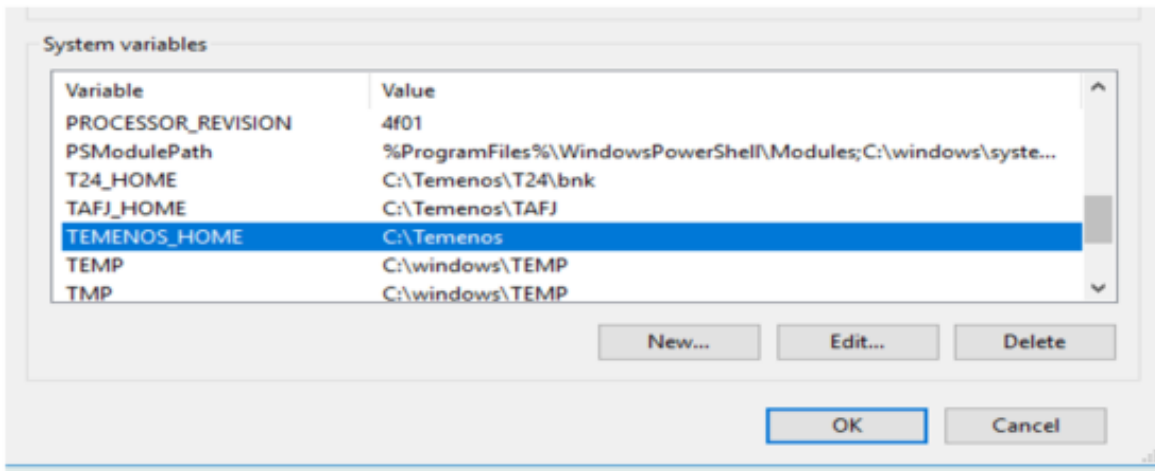 System variables
Variable Value
PROCESSOR_REVISION 4f01
PSModulePath %ProgramFiles%\WindowsPowerShell\Modules;C:\windows\syste...
T24_HOME C:\Temenos\T24\bnk
TAFJ_HOME C:\Temenos\TAFJ
TEMENOS_HOME C:\Temenos
TEMP C:\windows\TEMP
TMP C:\windows\TEMP
New... Edit... Delete
OK Cancel